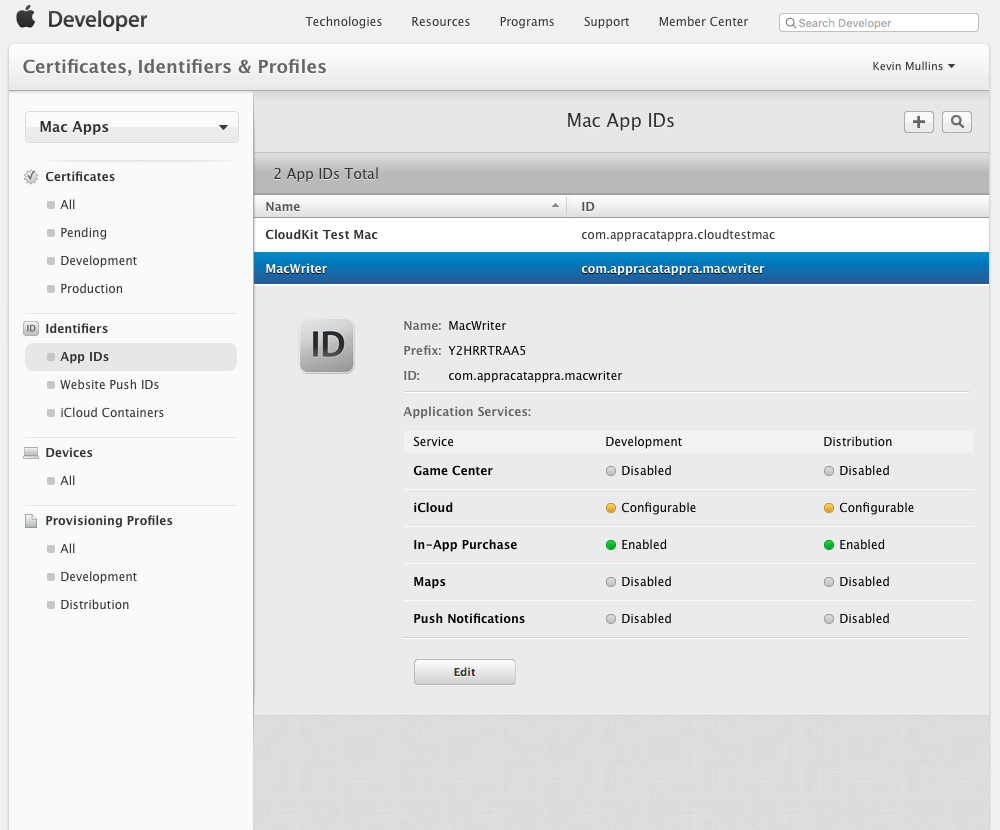 Developer
Technologies Resources Programs Support Member Center Search Developer
Certificates, Identifiers & Profiles
Kevin Mullins
Mac Apps
Certificates
All
Pending
Development
Production
ID Identifiers
App IDs
Website Push IDs
iCloud Containers
Devices
All
Provisioning Profiles
All
Development
Distribution
Mac App IDs
2 App IDs Total
Name ID
CloudKit Test Mac com.appracatappra.cloudtestmac
MacWriter com.appracatappra.macwriter
ID
Name: MacWriter
Prefix: Y2HRRTRAA5
ID: com.appracatappra.macwriter
Application Services:
Service Development Distribution
Game Center Disabled Disabled
iCloud Configurable Configurable
In-App Purchase Enabled Enabled
Maps Disabled Disabled
Push Notifications Disabled Disabled
Edit